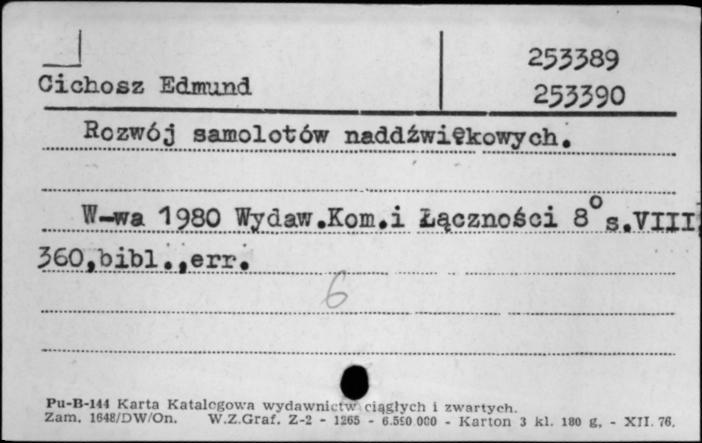 253389
Cichosz Edmund
253390
Rozwój samolotów naddźwiękowych.
W-wa 1980 Wydaw.Kom.i Łączności 8° s.VIII,
360,bibl.,err.
6
Pu-B-144 Karta Katalogowa wydawnictw ciągłych i zwartych.
Zam. 1648/DW/On. W.Z.Graf. Z-2 - 1265 - 6.550 000 - Karton 3 kl. 180 g. - XII. 76.